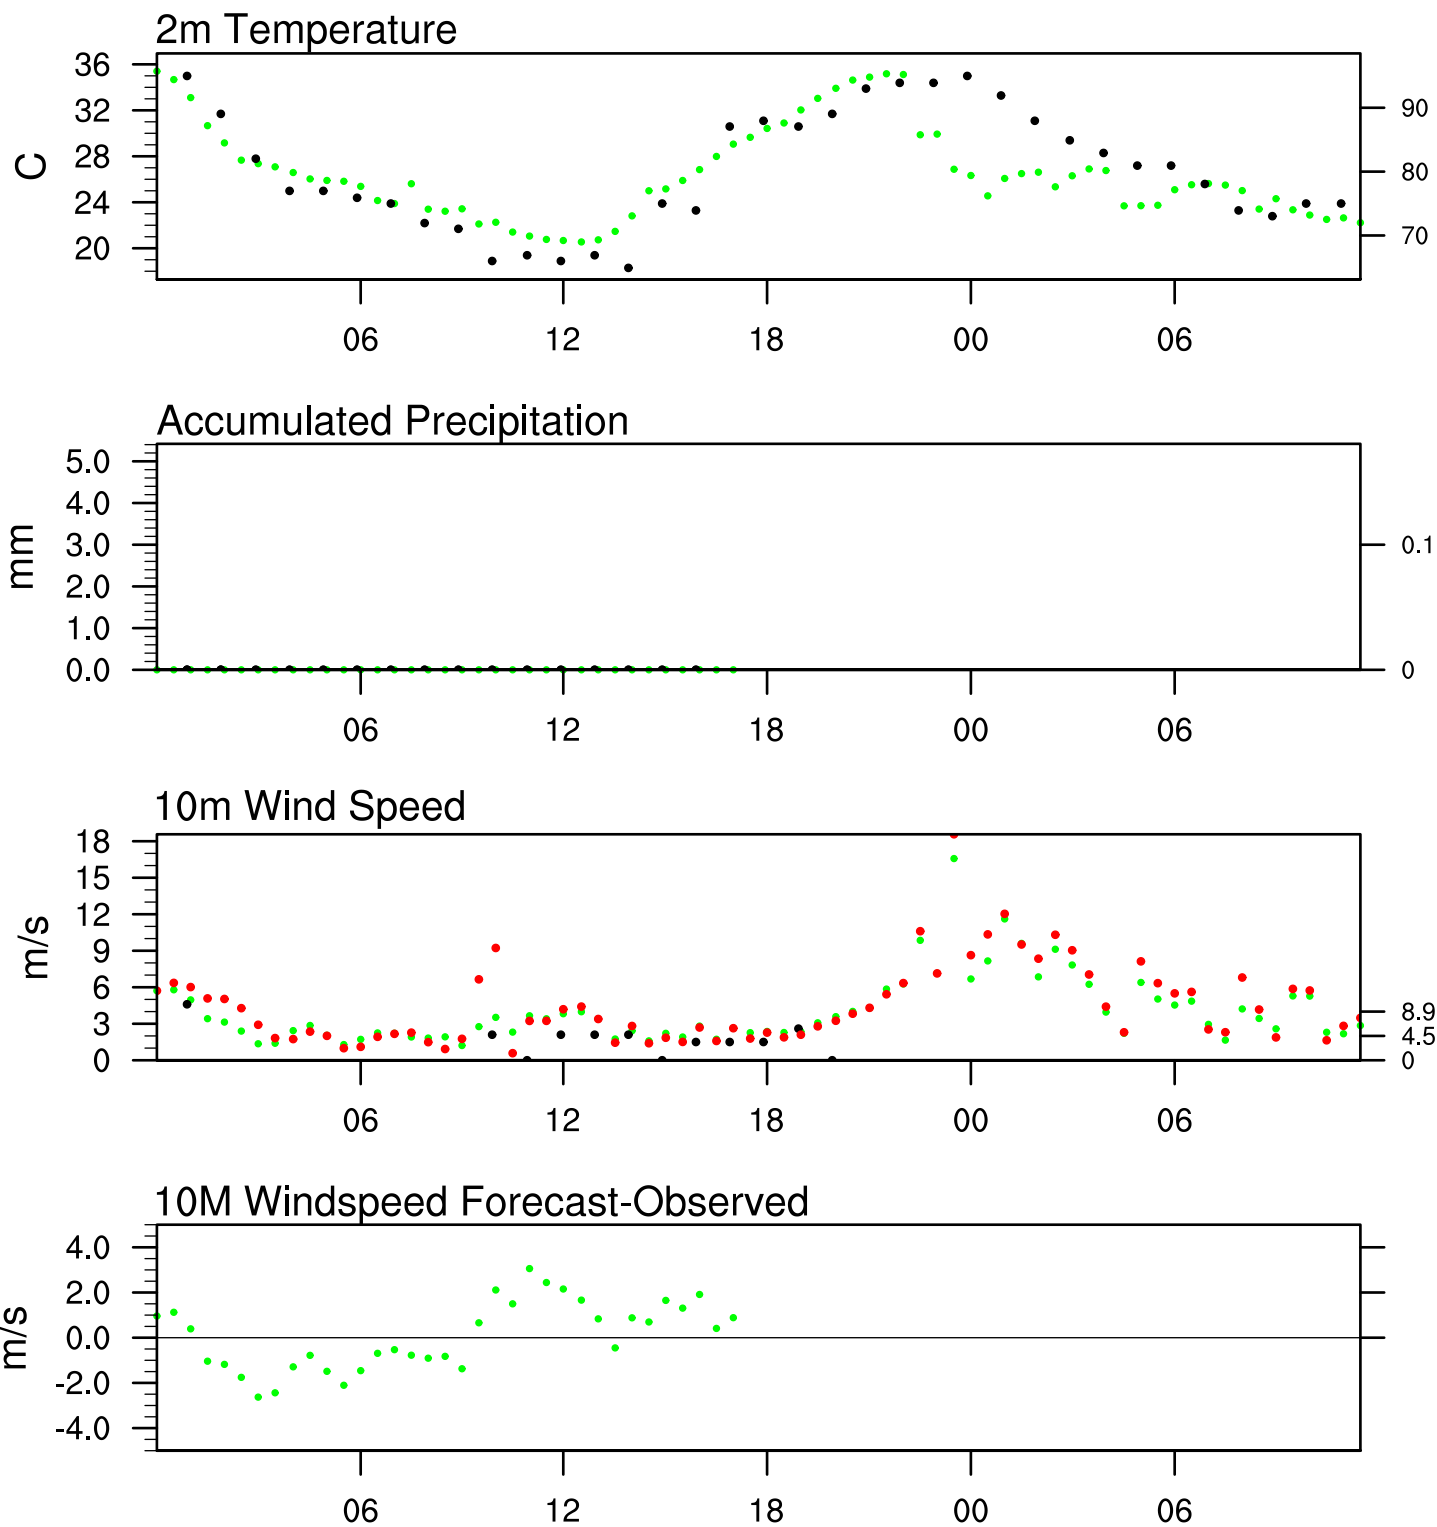 2m Temperature
36
32
28
24
20
C
90
80
70
06 12 18 00 06
Accumulated Precipitation
5.0
4.0
3.0
2.0
1.0
0.0
mm
0.1
0
06 12 18 00 06
10m Wind Speed
18
15
12
9
6
3
0
m/s
8.9
4.5
0
06 12 18 00 06
10M Windspeed Forecast-Observed
4.0
2.0
0.0
-2.0
-4.0
m/s
06 12 18 00 06